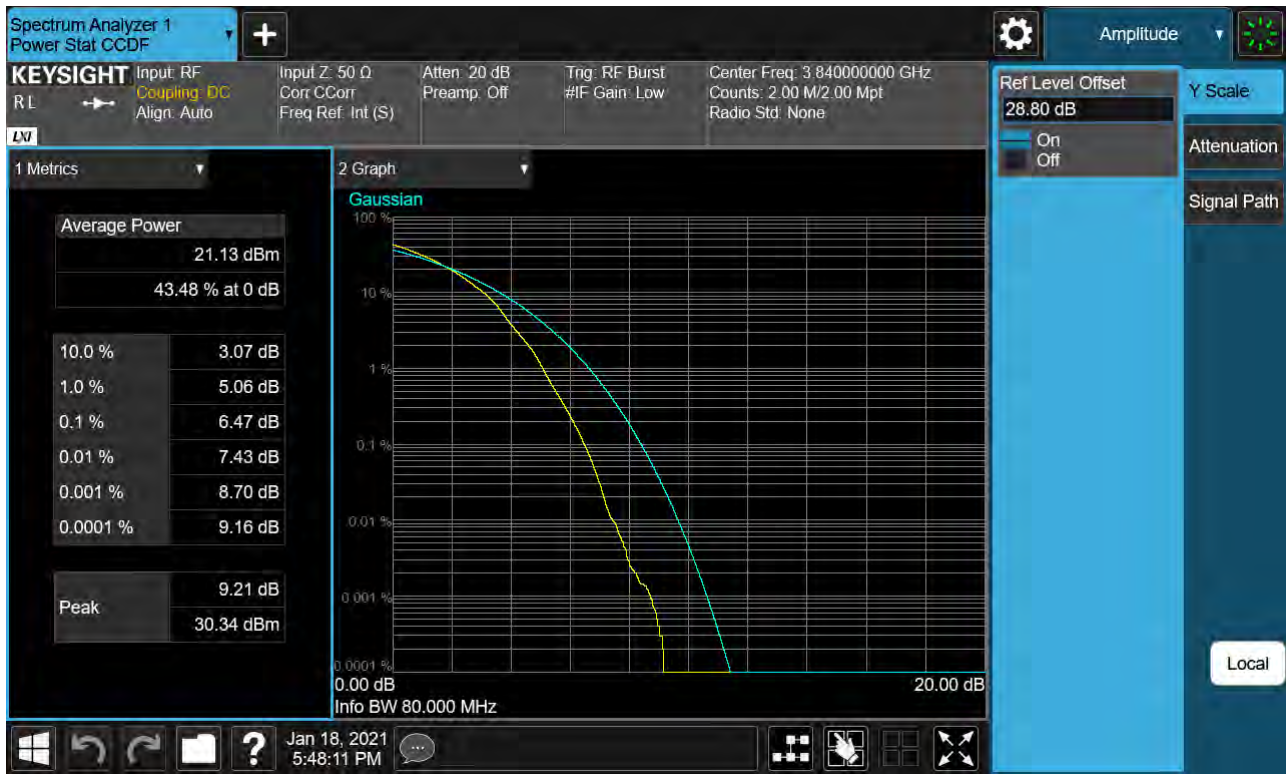 Spectrum Analyzer 1
Power Stat CCDF
+
Amplitude
KEYSIGHT
RL
LXI
Input: RF
Coupling: DC
Align: Auto
Input Z: 50 Ω
Corr CCorr
Freq Ref: Int (S)
Atten: 20 dB
Preamp: Off
Trig: RF Burst
#IF Gain: Low
Center Freq: 3.840000000 GHz
Counts: 2.00 M/2.00 Mpt
Radio Std: None
Ref Level Offset
28.80 dB
On
Off
Y Scale
Attenuation
Signal Path
Local
1 Metrics
Average Power
21.13 dBm
43.48 % at 0 dB
10.0 % 3.07 dB
1.0 % 5.06 dB
0.1 % 6.47 dB
0.01 % 7.43 dB
0.001 % 8.70 dB
0.0001 % 9.16 dB
Peak
9.21 dB
30.34 dBm
2 Graph
Gaussian
100 %
10 %
1 %
0.1 %
0.01 %
0.001 %
0.0001 %
0.00 dB 20.00 dB
Info BW 80.000 MHz
?
Jan 18, 2021
5:48:11 PM